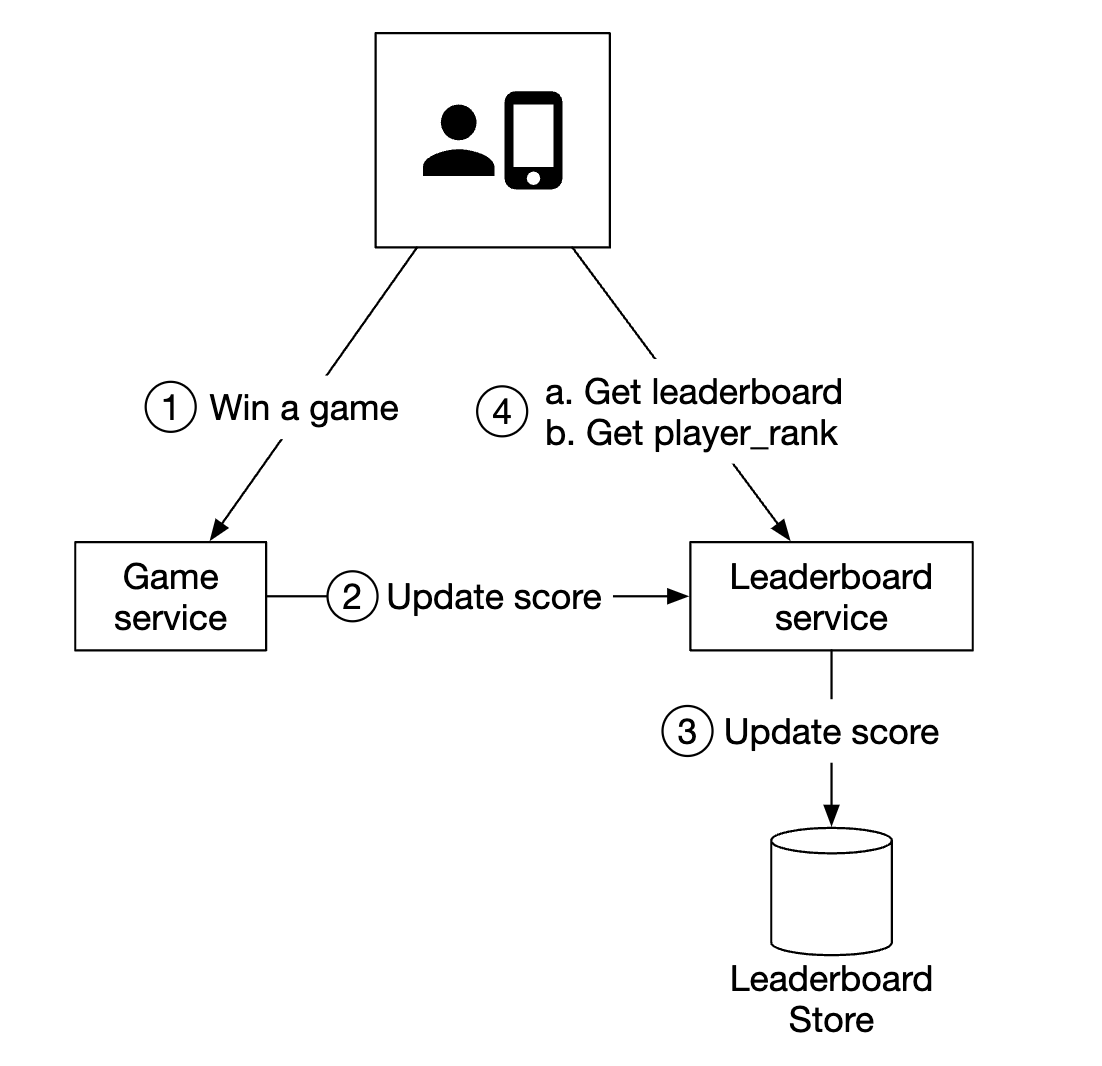 1 Win a game
4 a. Get leaderboard
b. Get player_rank
Game
service
2 Update score
Leaderboard
service
3 Update score
Leaderboard
Store